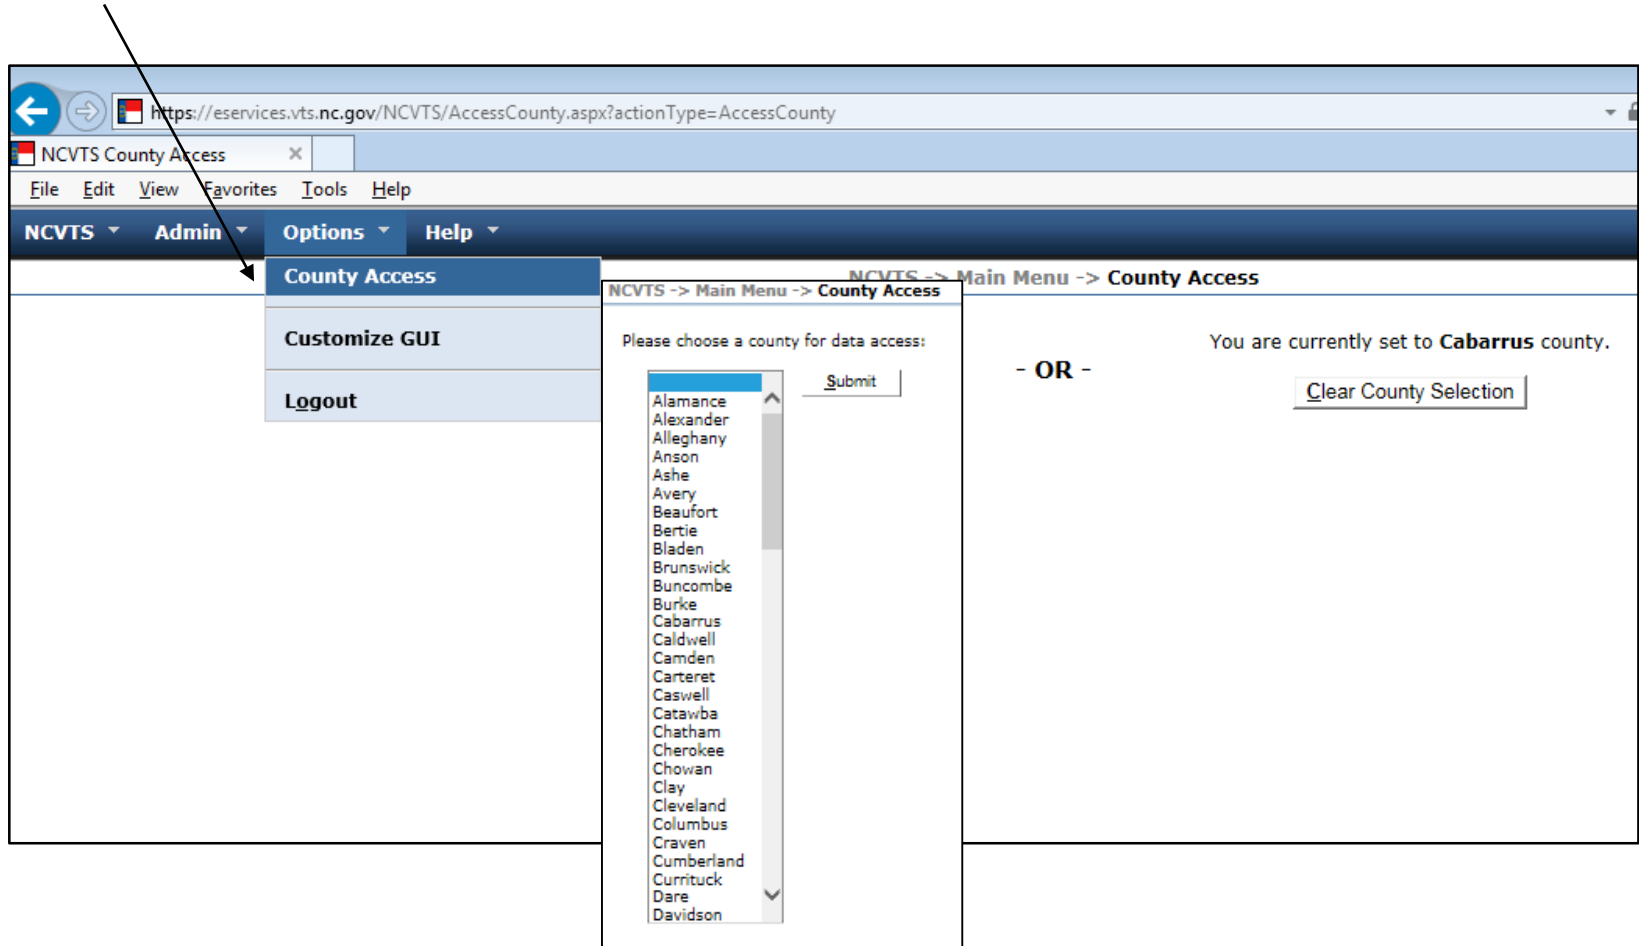 https://eservices.vts.nc.gov/NCVTS/AccessCounty.aspx?actionType=AccessCounty
NCVTS County Access
File Edit View Favorites Tools Help
NCVTS Admin Options Help
County Access
Customize GUI
Logout
NCVTS -> Main Menu -> County Access
NCVTS -> Main Menu -> County Access
Please choose a county for data access:
Submit
Alamance
Alexander
Alleghany
Anson
Ashe
Avery
Beaufort
Bertie
Bladen
Brunswick
Buncombe
Burke
Cabarrus
Caldwell
Camden
Carteret
Caswell
Catawba
Chatham
Cherokee
Chowan
Clay
Cleveland
Columbus
Craven
Cumberland
Currituck
Dare
Davidson
- OR -
You are currently set to Cabarrus county.
Clear County Selection